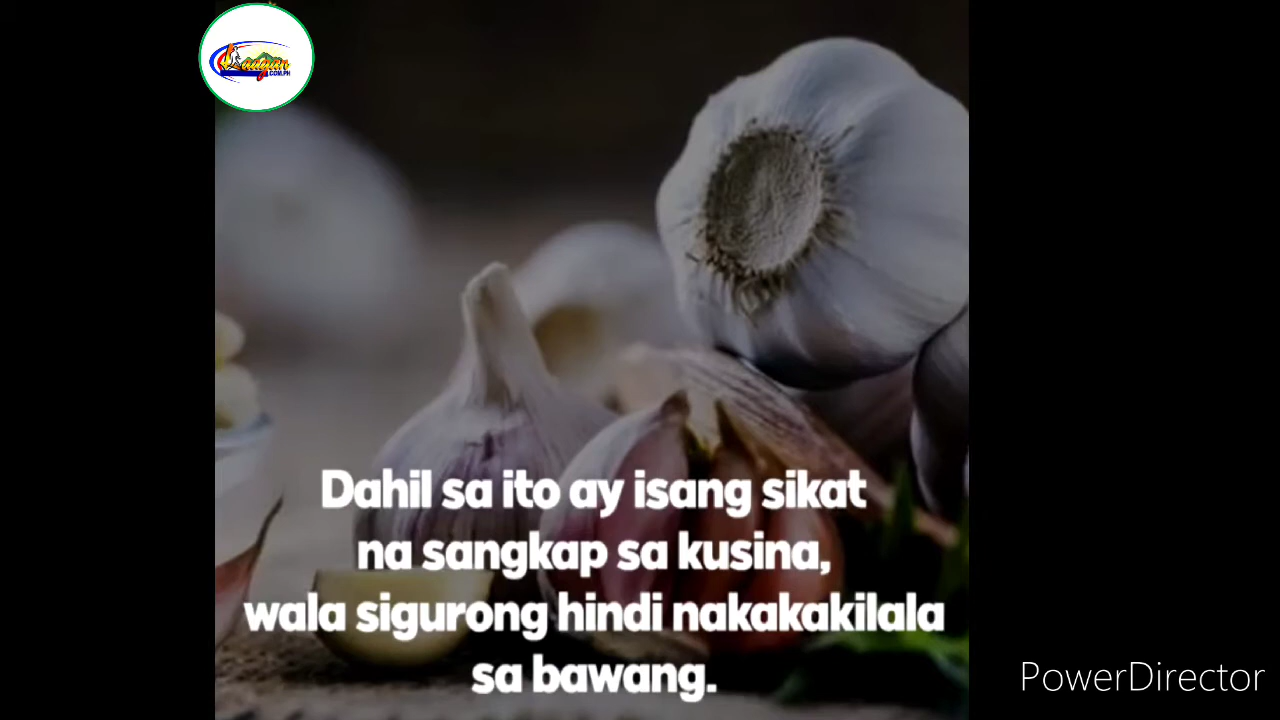 Dahil sa ito ay isang sikat
na sangkap sa kusina,
wala sigurong hindi nakakakilala
sa bawang.
PowerDirector